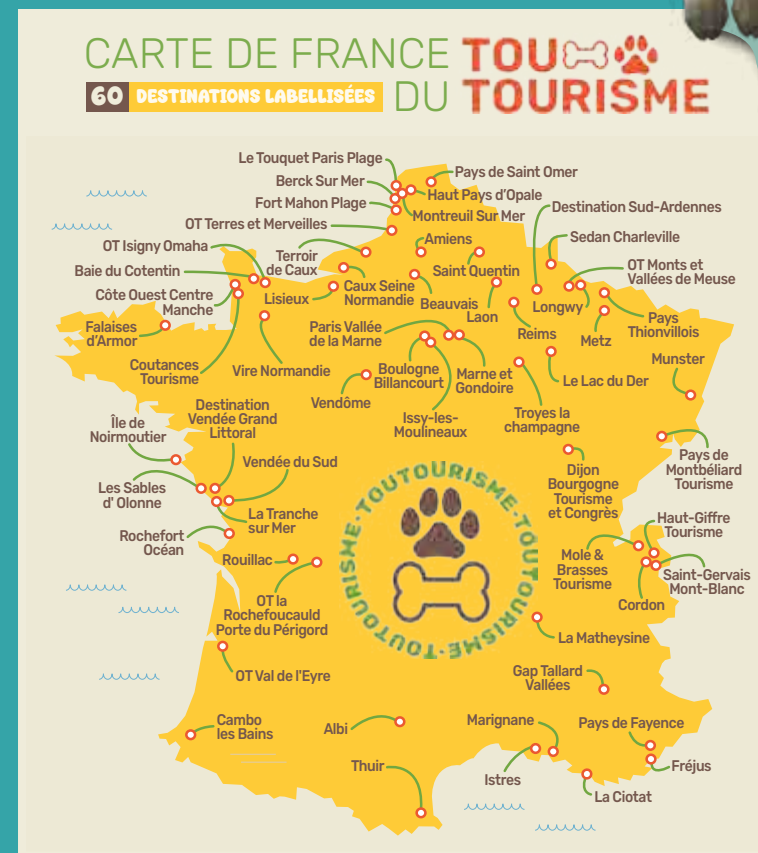 CARTE DE FRANCE TOU
60 DESTINATIONS LABELLISÉES DU TOURISME
Le Touquet Paris Plage
Pays de Saint Omer
Berck Sur Mer
Haut Pays d'Opale
Fort Mahon Plage
Montreuil Sur Mer
Destination Sud-Ardennes
OT Terres et Merveilles
Amiens
Sedan Charleville
OT Isigny Omaha
Terroir
de Caux
Saint Quentin
OT Monts et
Vallées de Meuse
Baie du Cotentin
Lisieux
Caux Seine
Normandie
Beauvais
Laon
Longwy
Côte Ouest Centre
Manche
Pays
Thionvillois
Falaises
d'Armor
Paris Vallée
de la Marne
Reims
Metz
Coutances
Tourisme
Vire Normandie
Boulogne
Billancourt
Marne et
Gondoire
Munster
Le Lac du Der
Vendôme
Destination
Vendée Grand
Littoral
Issy-les-
Moulineaux
Troyes la
champagne
Île de
Noirmoutier
Vendée du Sud
Pays de
Montbéliard
Tourisme
Dijon
Bourgogne
Tourisme
et Congrès
Les Sables
d' Olonne
La Tranche
sur Mer
Haut-Giffre
Tourisme
Rochefort
Océan
Rouillac
Mole &
Brasses
Tourisme
Saint-Gervais
Mont-Blanc
Cordon
TOUTOURISME·TOUTOURISME·TOUTOURISME·
OT la
Rochefoucauld
Porte du Périgord
La Matheysine
OT Val de l'Eyre
Gap Tallard
Vallées
Cambo
les Bains
Albi
Marignane
Pays de Fayence
Thuir
Istres
Fréjus
La Ciotat